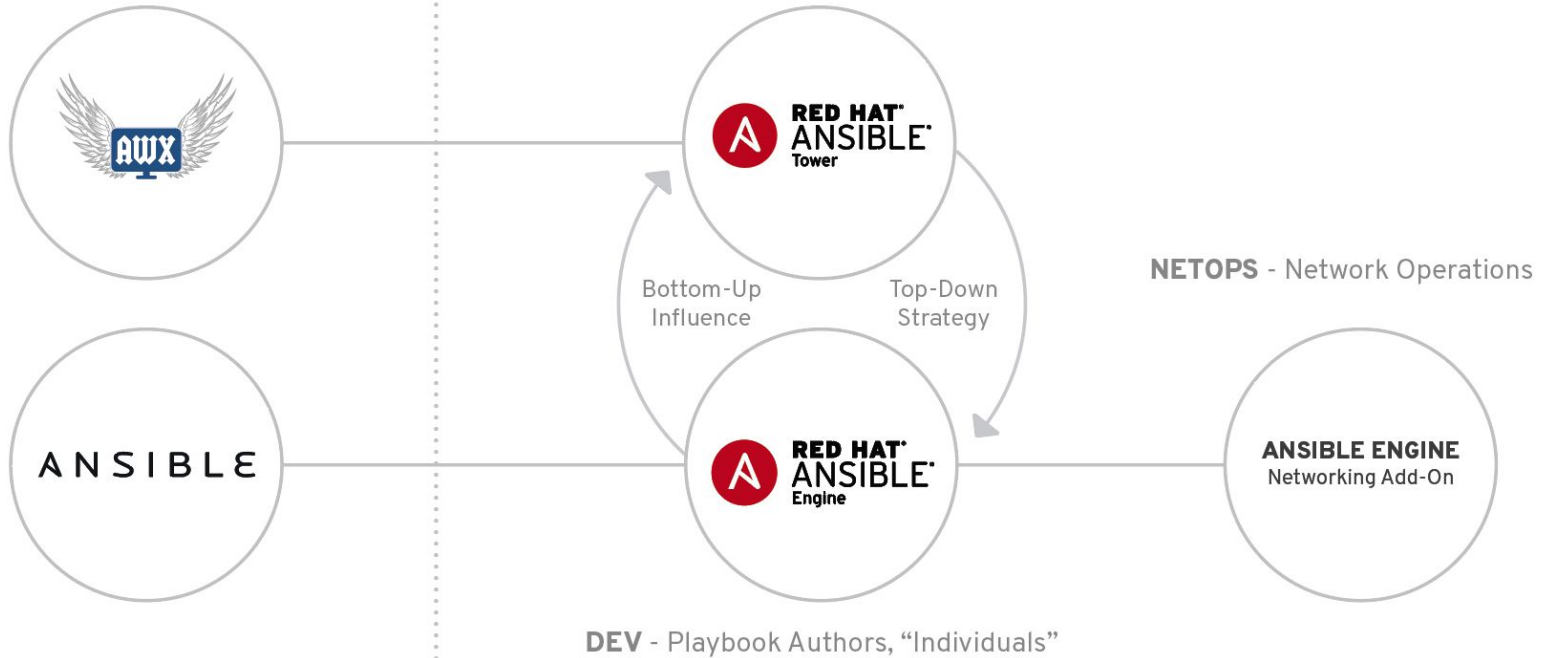 AWX
RED HAT®
ANSIBLE®
Tower
Bottom-Up
Influence
Top-Down
Strategy
NETOPS - Network Operations
ANSIBLE
RED HAT®
ANSIBLE®
Engine
ANSIBLE ENGINE
Networking Add-On
DEV - Playbook Authors, “Individuals”